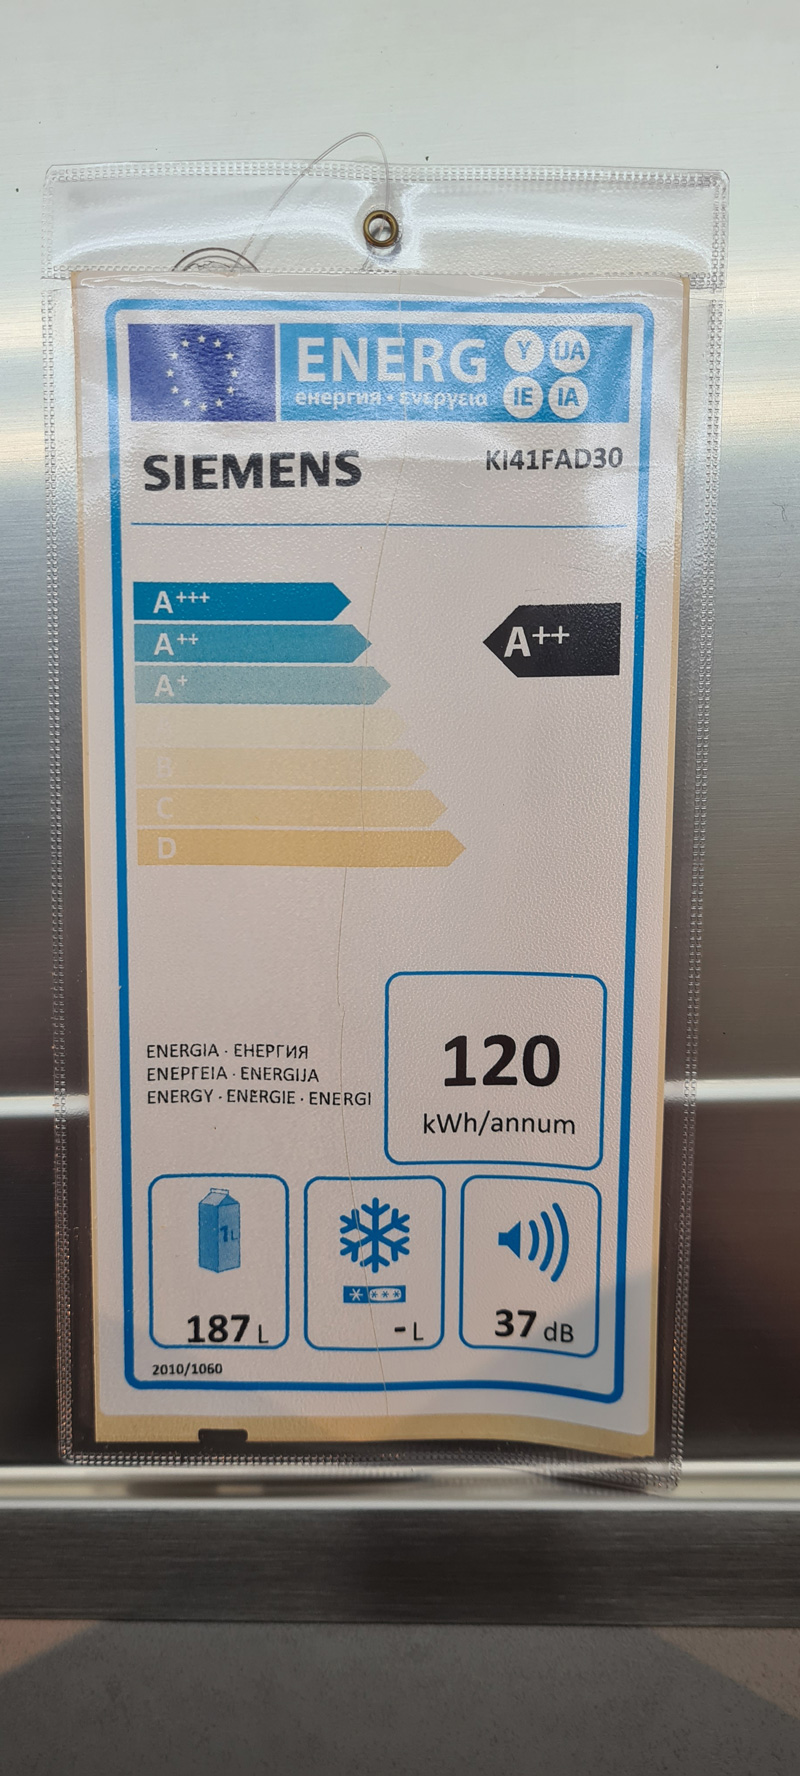 ENERG Y IJA
енергия · ενεργεια IE IA
SIEMENS KI41FAD30
A+++
A++ A++
A+
B
C
D
ENERGIA · ЕНЕРГИЯ
ΕΝΕΡΓΕΙΑ · ENERGIJA
ENERGY · ENERGIE · ENERGI
120
kWh/annum
1L
187 L
- L
37 dB
2010/1060